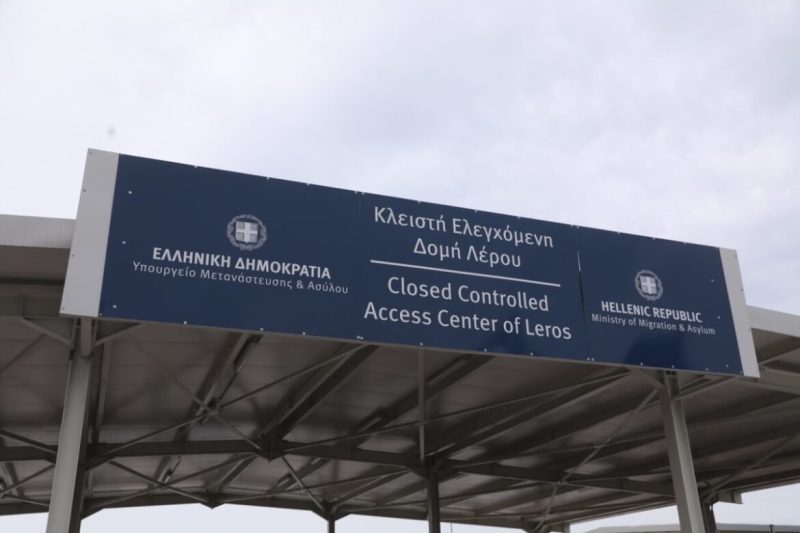 ΕΛΛΗΝΙΚΗ ΔΗΜΟΚΡΑΤΙΑ
Υπουργείο Μετανάστευσης & Ασύλου
Κλειστή Ελεγχόμενη
Δομή Λέρου
Closed Controlled
Access Center of Leros
HELLENIC REPUBLIC
Ministry of Migration & Asylum